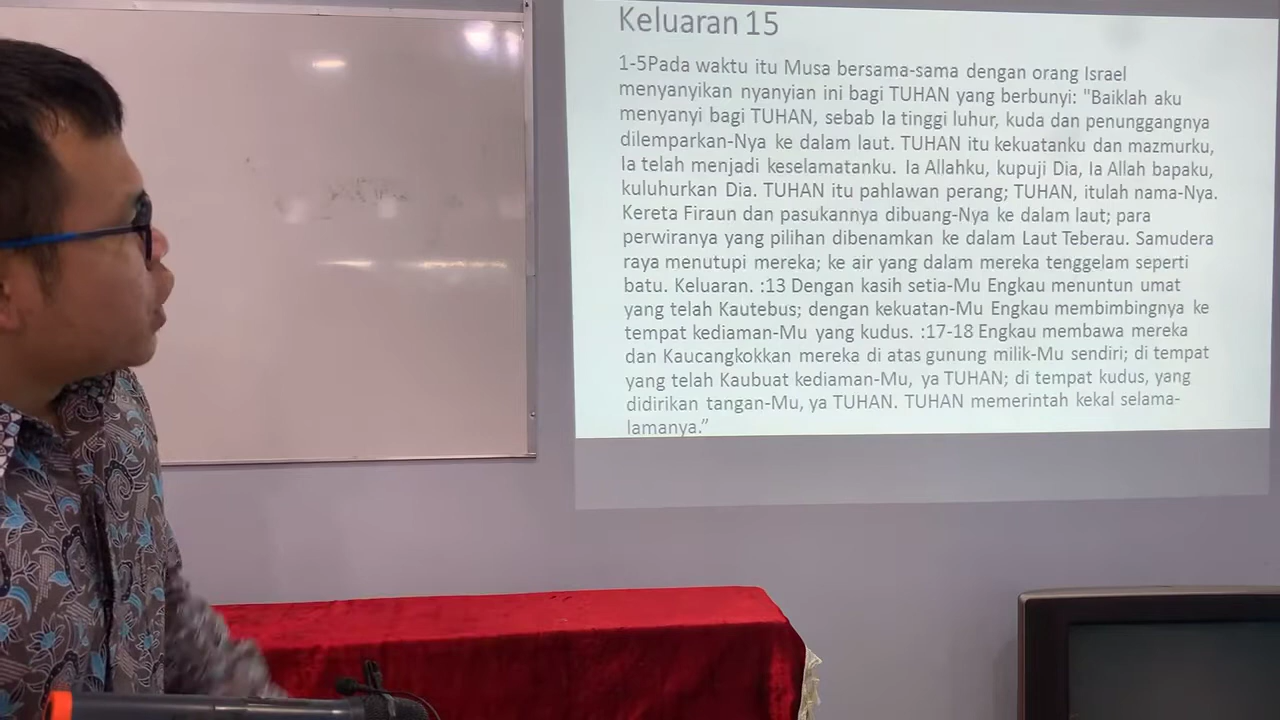 Keluaran 15
1-5Pada waktu itu Musa bersama-sama dengan orang Israel
menyanyikan nyanyian ini bagi TUHAN yang berbunyi: "Baiklah aku
menyanyi bagi TUHAN, sebab Ia tinggi luhur, kuda dan penunggangnya
dilemparkan-Nya ke dalam laut. TUHAN itu kekuatanku dan mazmurku,
Ia telah menjadi keselamatanku. Ia Allahku, kupuji Dia, Ia Allah bapaku,
kuluhurkan Dia. TUHAN itu pahlawan perang; TUHAN, itulah nama-Nya.
Kereta Firaun dan pasukannya dibuang-Nya ke dalam laut; para
perwiranya yang pilihan dibenamkan ke dalam Laut Teberau. Samudera
raya menutupi mereka; ke air yang dalam mereka tenggelam seperti
batu. Keluaran. :13 Dengan kasih setia-Mu Engkau menuntun umat
yang telah Kautebus; dengan kekuatan-Mu Engkau membimbingnya ke
tempat kediaman-Mu yang kudus. :17-18 Engkau membawa mereka
dan Kaucangkokkan mereka di atas gunung milik-Mu sendiri; di tempat
yang telah Kaubuat kediaman-Mu, ya TUHAN; di tempat kudus, yang
didirikan tangan-Mu, ya TUHAN. TUHAN memerintah kekal selama-
lamanya.”